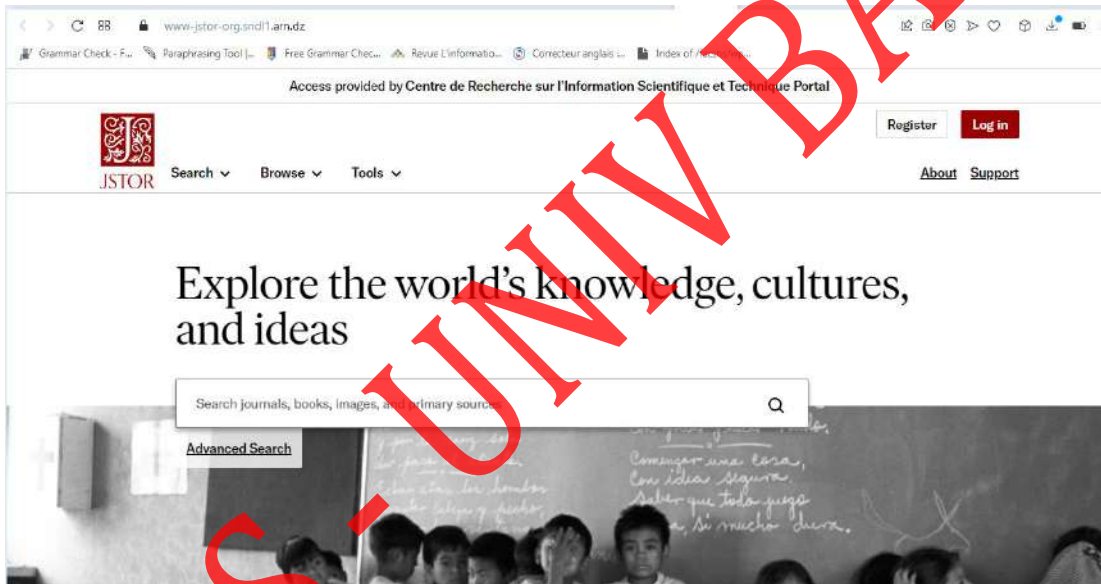 www-jstor-org.sndl1.arn.dz
Grammar Check - F... Paraphrasing Tool |... Free Grammar Chec... Revue L'informatio... Correcteur anglais :... Index of
Access provided by Centre de Recherche sur l'Information Scientifique et Technique Portal
Register Log in
JSTOR Search Browse Tools About Support
Explore the world's knowledge, cultures,
and ideas
Search journals, books, images, and primary sources
Advanced Search
Comenzar una cosa,
Con idea segura.
Saber que todo juego
si mucho dura.
S - UNIV BA